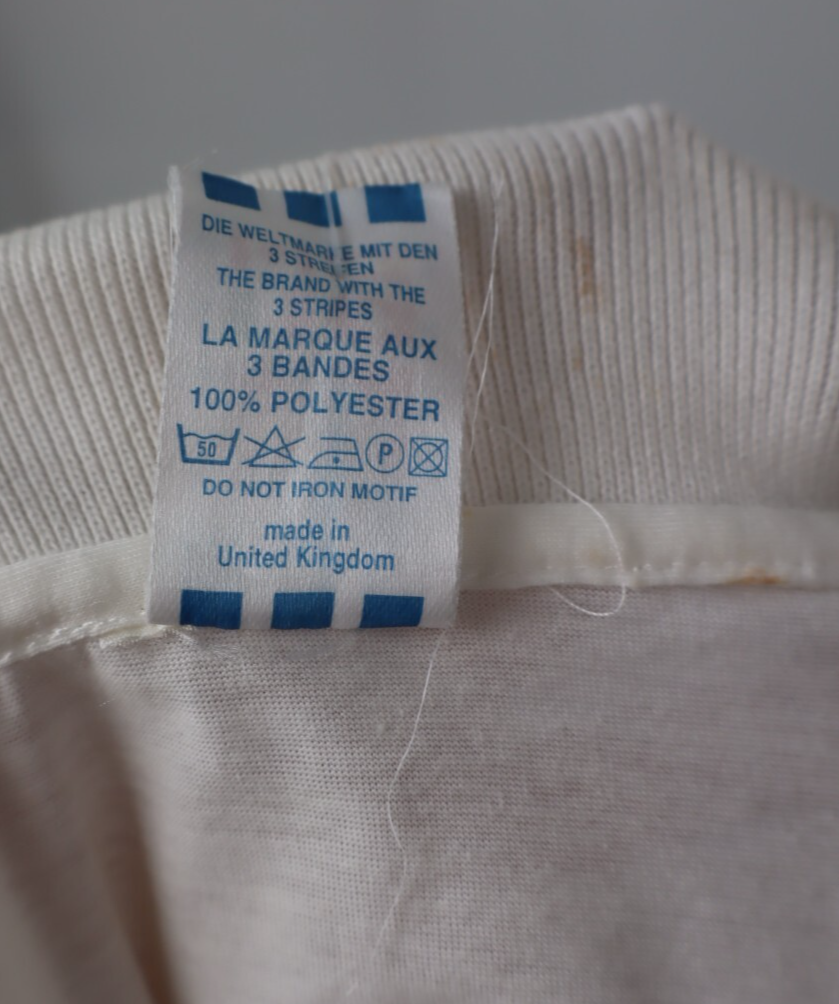 DIE WELTMARKE MIT DEN
3 STREIFEN
THE BRAND WITH THE
3 STRIPES
LA MARQUE AUX
3 BANDES
100% POLYESTER
50 P
DO NOT IRON MOTIF
made in
United Kingdom